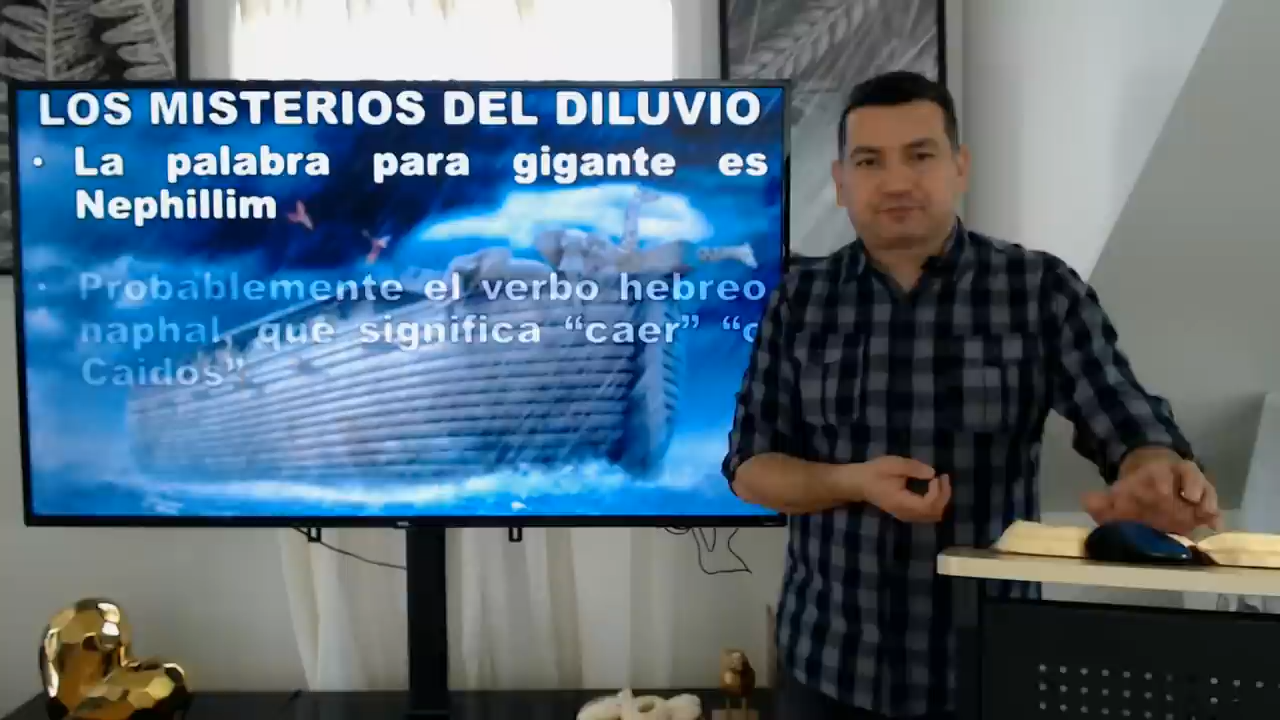 LOS MISTERIOS DEL DILUVIO
• La palabra para gigante es
Nephillim
• Probablemente el verbo hebreo
naphal, que significa “caer” “o
Caidos”.